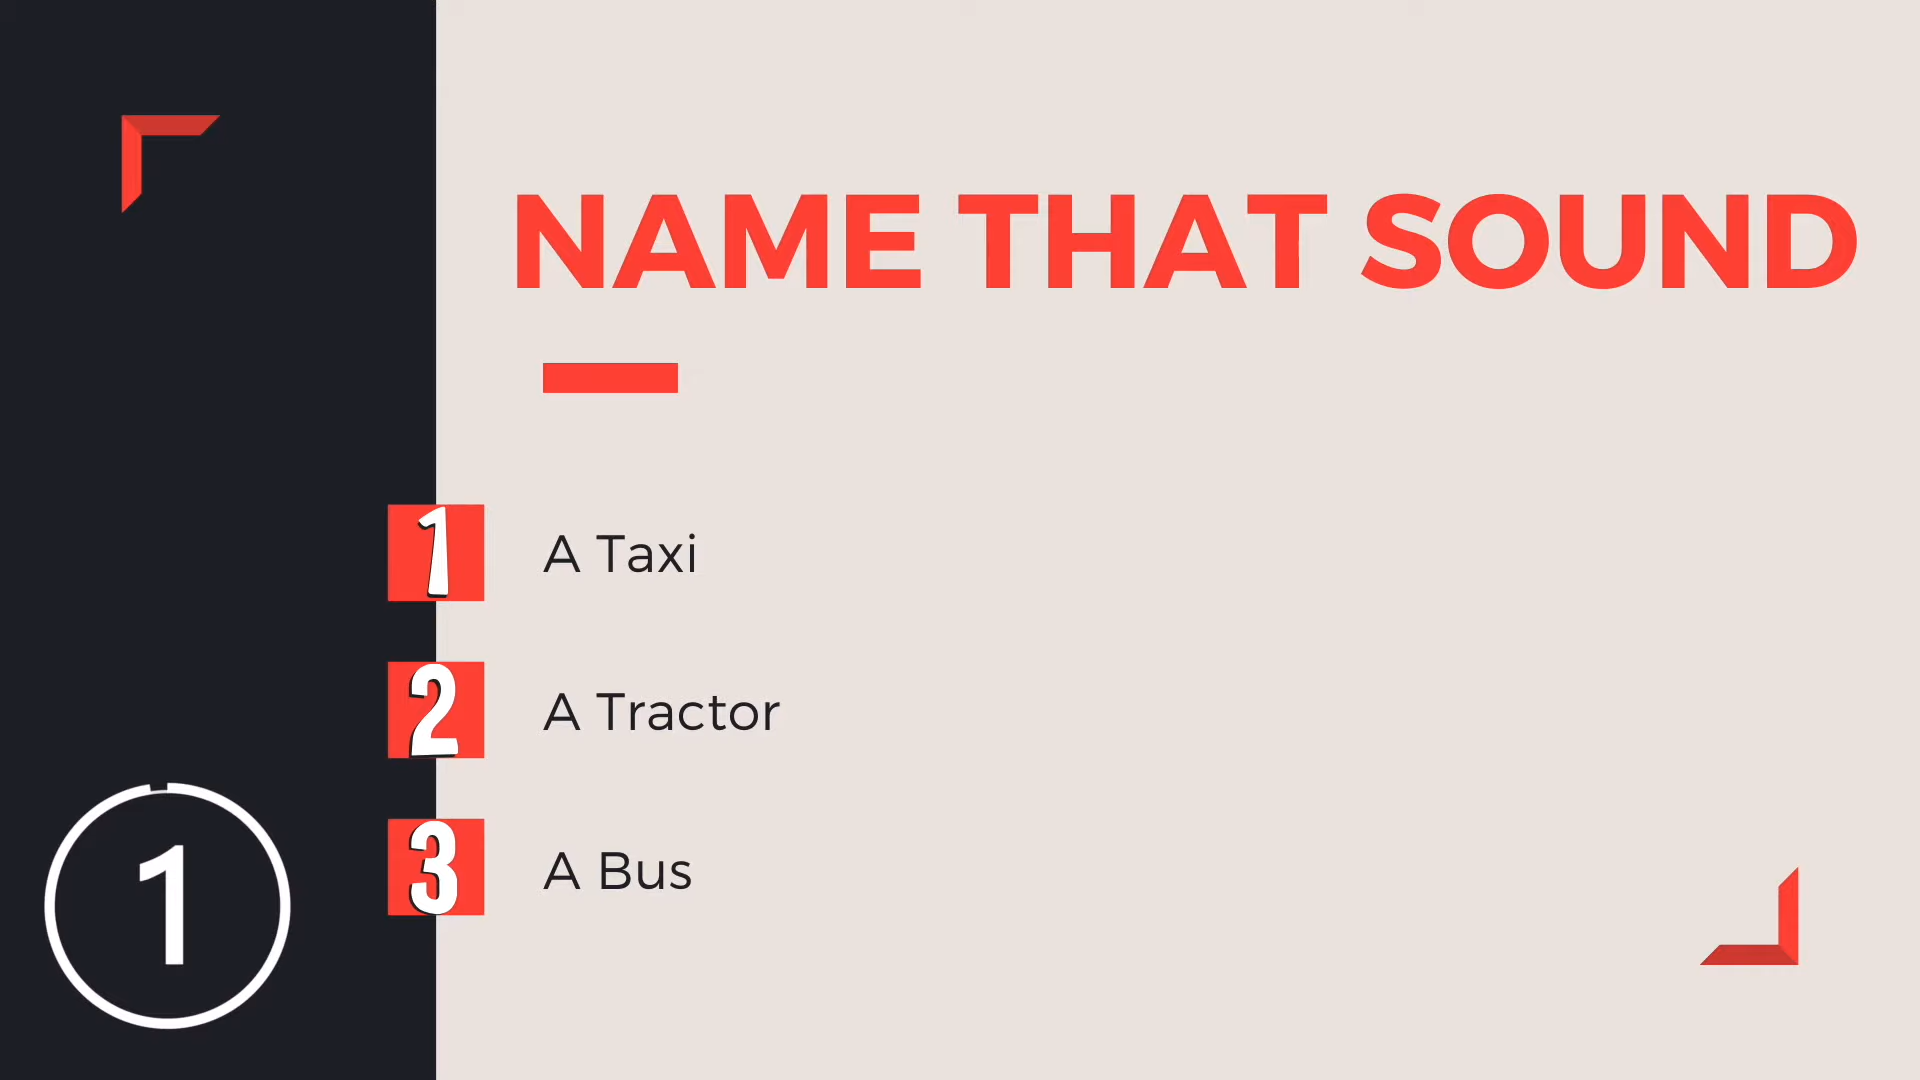 NAME THAT SOUND
1 A Taxi
2 A Tractor
3 A Bus
1